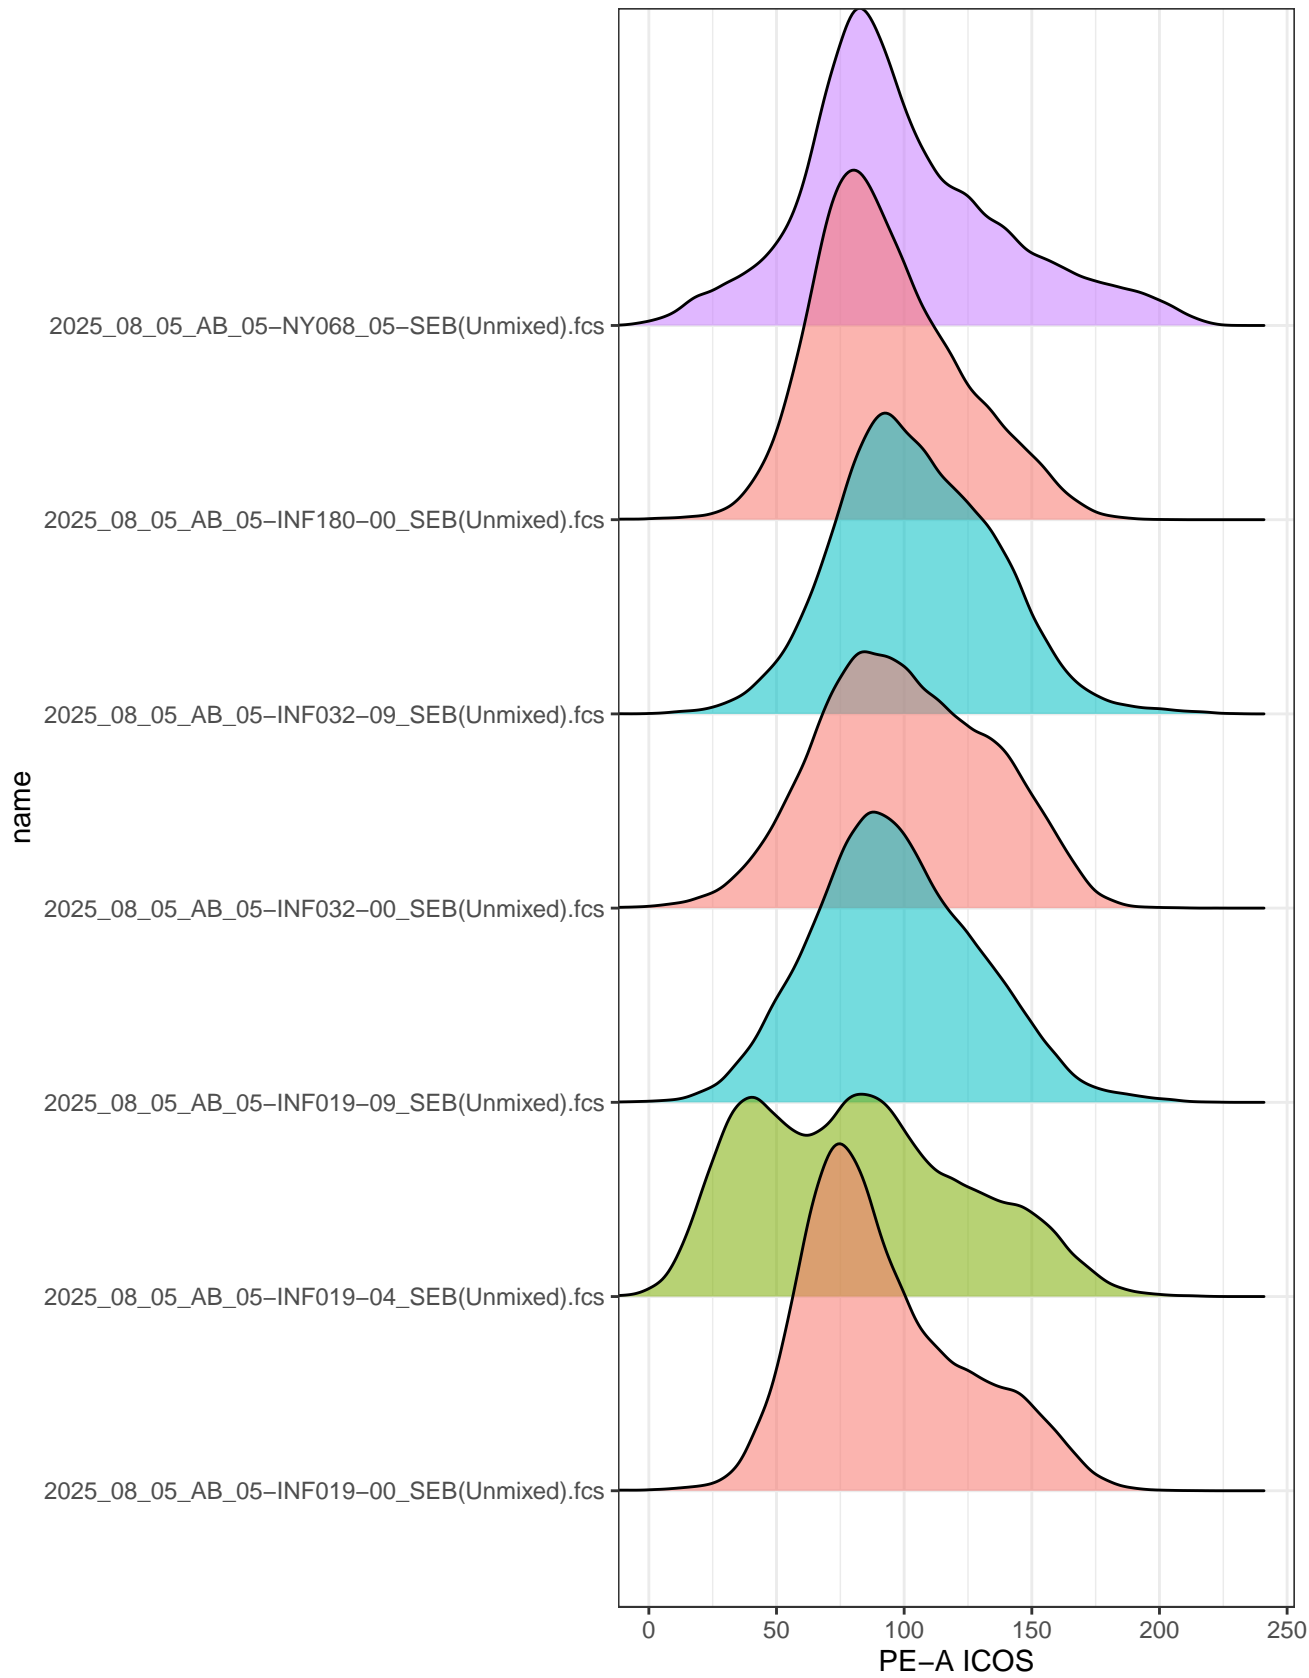 2025_08_05_AB_05−NY068_05−SEB(Unmixed).fcs
2025_08_05_AB_05−INF180−00_SEB(Unmixed).fcs
2025_08_05_AB_05−INF032−09_SEB(Unmixed).fcs
2025_08_05_AB_05−INF032−00_SEB(Unmixed).fcs
2025_08_05_AB_05−INF019−09_SEB(Unmixed).fcs
2025_08_05_AB_05−INF019−04_SEB(Unmixed).fcs
2025_08_05_AB_05−INF019−00_SEB(Unmixed).fcs
name
0 50 100 150 200 250
PE−A ICOS